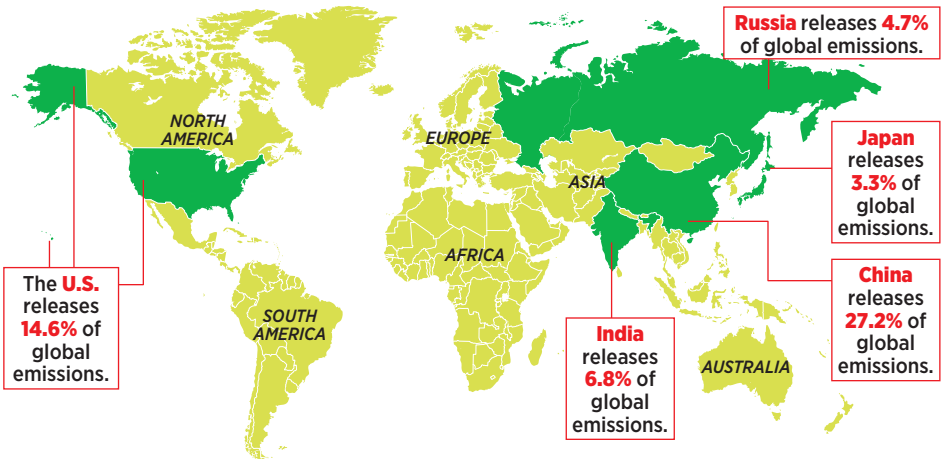 Russia releases 4.7%
of global emissions.
NORTH
AMERICA
EUROPE
ASIA
Japan
releases
3.3% of
global
emissions.
AFRICA
The U.S.
releases
14.6% of
global
emissions.
SOUTH
AMERICA
India
releases
6.8% of
global
emissions.
China
releases
27.2% of
global
emissions.
AUSTRALIA